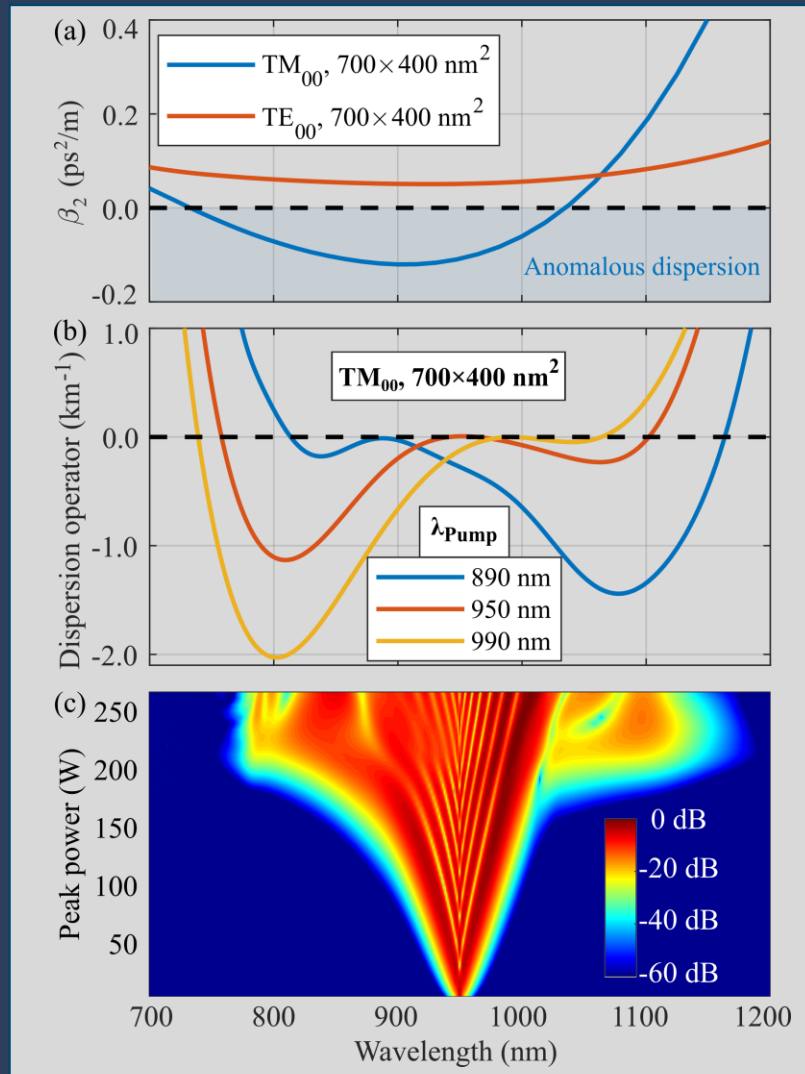 (a)
0.4
0.2
0.0
-0.2
β₂ (ps²/m)
TM₀₀, 700×400 nm²
TE₀₀, 700×400 nm²
Anomalous dispersion
(b)
1.0
0.0
-1.0
-2.0
Dispersion operator (km⁻¹)
TM₀₀, 700×400 nm²
λPump
890 nm
950 nm
990 nm
(c)
250
200
150
100
50
Peak power (W)
0 dB
-20 dB
-40 dB
-60 dB
700 800 900 1000 1100 1200
Wavelength (nm)